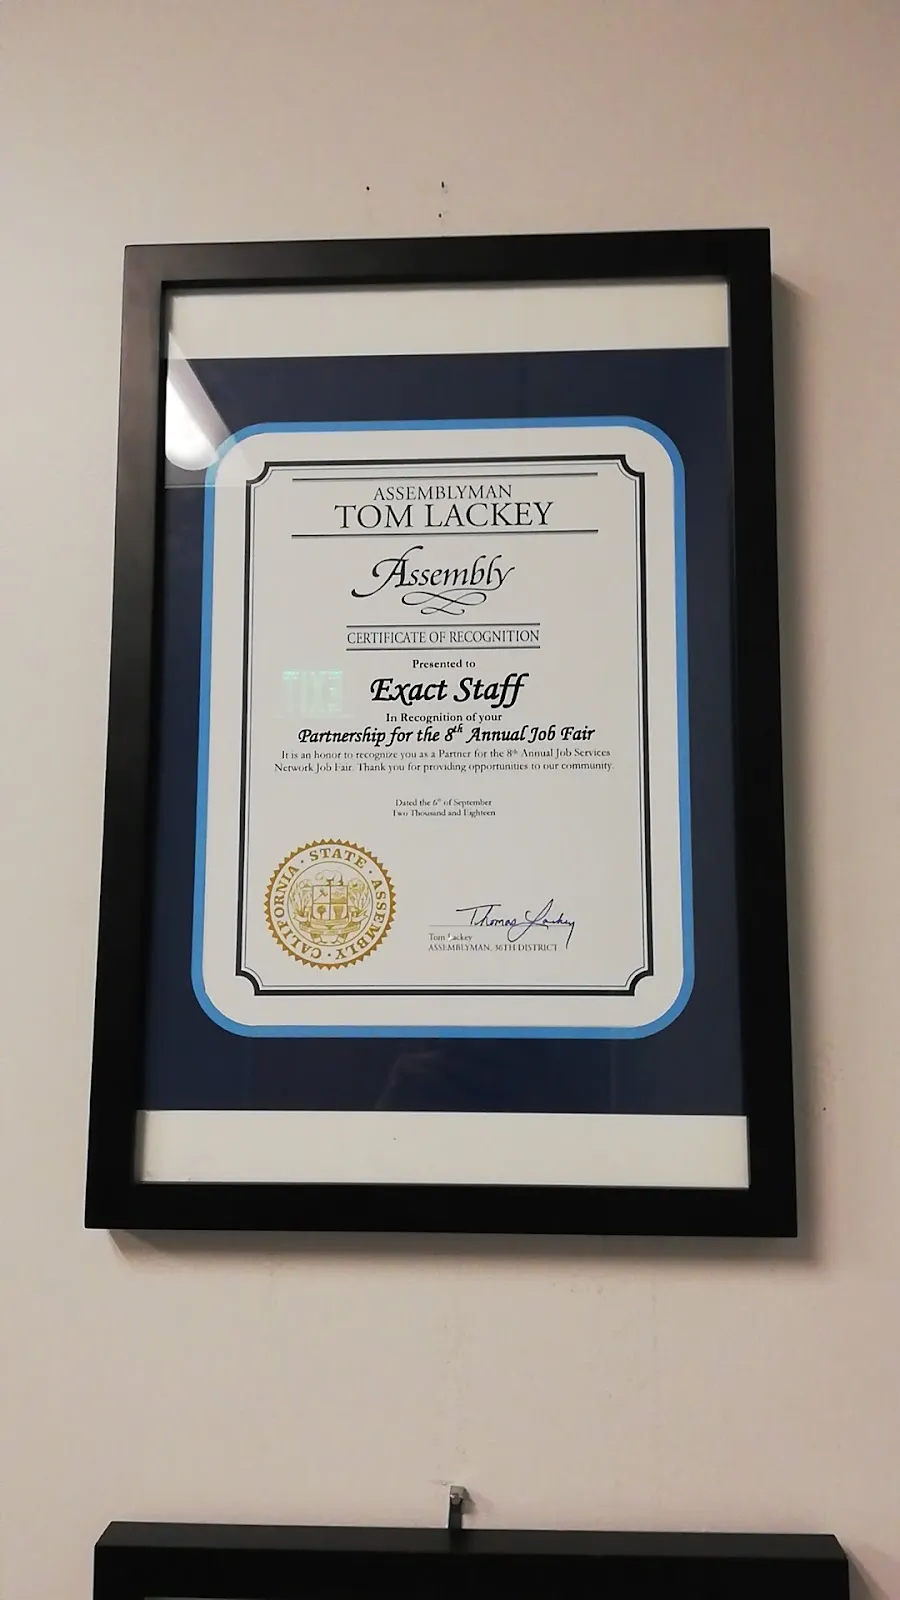 ASSEMBLYMAN
TOM LACKEY
Assembly
CERTIFICATE OF RECOGNITION
Presented to
Exact Staff
In Recognition of your
Partnership for the 8th Annual Job Fair
It is an honor to recognize you as a Partner for the 8th Annual Job Services
Network Job Fair. Thank you for providing opportunities to our community.
Dated the 6th of September
Two Thousand and Eighteen
CALIFORNIA · STATE · ASSEMBLY
Thomas Lackey
Tom Lackey
ASSEMBLYMAN, 36TH DISTRICT